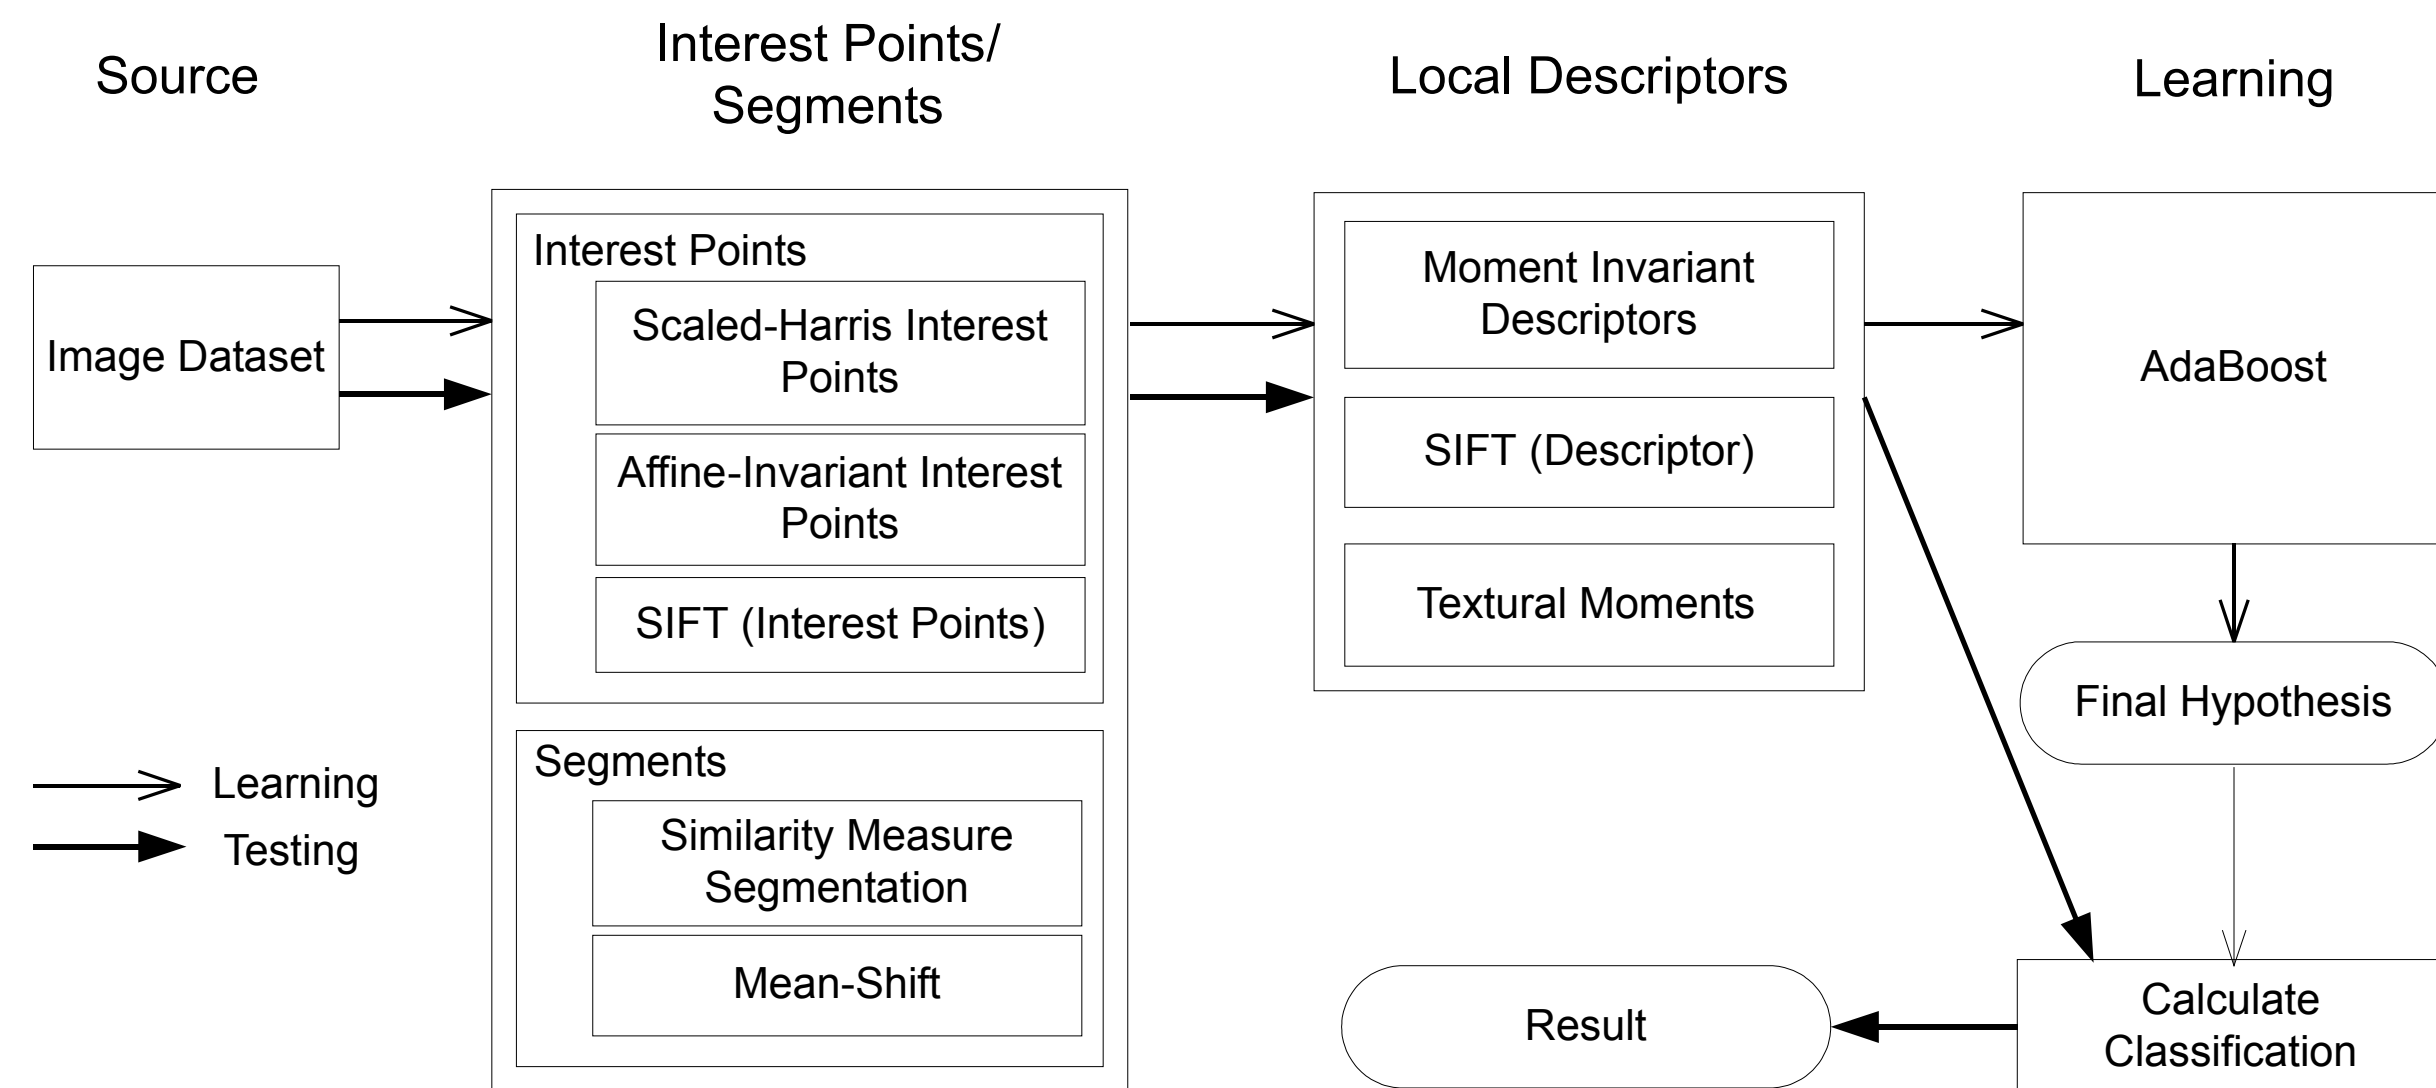 Source
Interest Points/
Segments
Local Descriptors
Learning
Image Dataset
Interest Points
Scaled-Harris Interest
Points
Affine-Invariant Interest
Points
SIFT (Interest Points)
Segments
Similarity Measure
Segmentation
Mean-Shift
Moment Invariant
Descriptors
SIFT (Descriptor)
Textural Moments
AdaBoost
Final Hypothesis
Calculate
Classification
Result
Learning
Testing